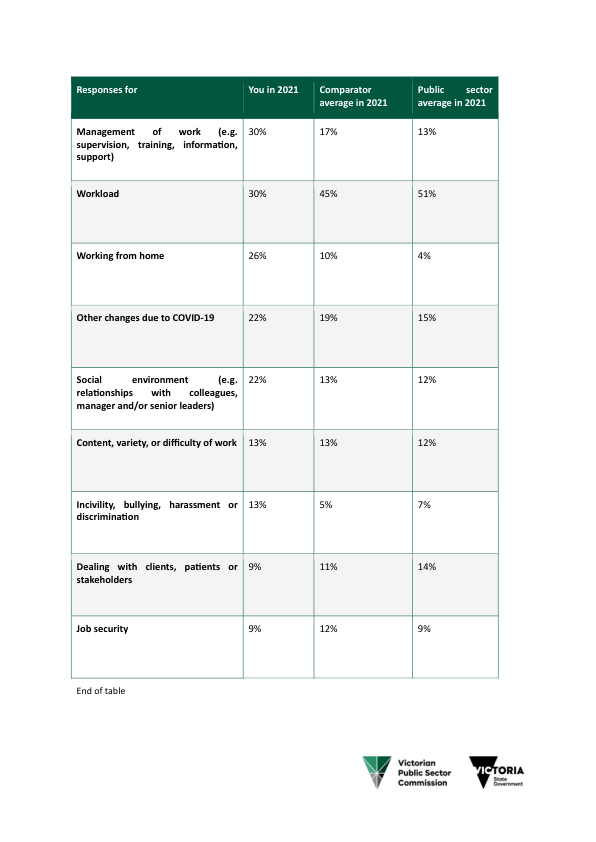 Responses for You in 2021 Comparator Public sector
average in 2021 average in 2021
Management of work (e.g. 30% 17% 13%
supervision, training, information,
support)
Workload 30% 45% 51%
Working from home 26% 10% 4%
Other changes due to COVID-19 22% 19% 15%
Social environment (e.g. 22% 13% 12%
relationships with colleagues,
manager and/or senior leaders)
Content, variety, or difficulty of work 13% 13% 12%
Incivility, bullying, harassment or 13% 5% 7%
discrimination
Dealing with clients, patients or 9% 11% 14%
stakeholders
Job security 9% 12% 9%
End of table
Victorian
Public Sector
Commission
VICTORIA
State
Government